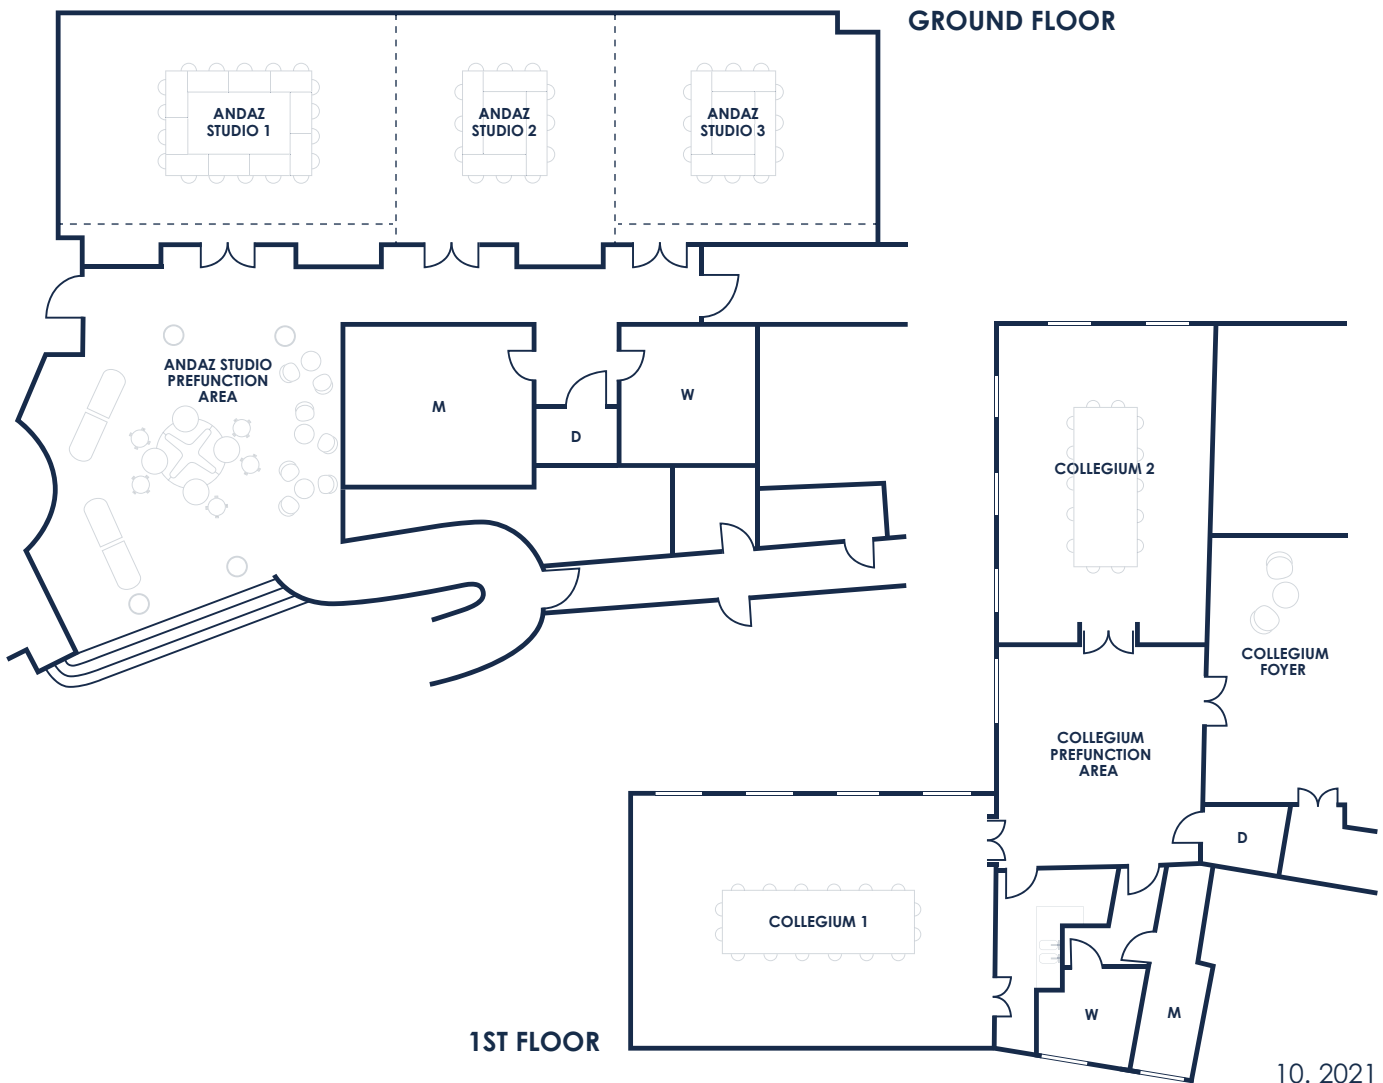 GROUND FLOOR
ANDAZ
STUDIO 1
ANDAZ
STUDIO 2
ANDAZ
STUDIO 3
ANDAZ STUDIO
PREFUNCTION
AREA
M
D
W
COLLEGIUM 2
COLLEGIUM
FOYER
COLLEGIUM
PREFUNCTION
AREA
D
COLLEGIUM 1
W
M
1ST FLOOR
10. 2021